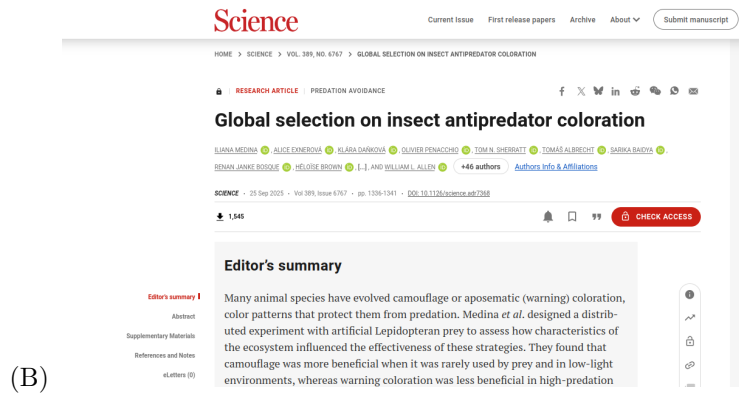 Science
Current Issue First release papers Archive About Submit manuscript
HOME > SCIENCE > VOL. 389, NO. 6767 > GLOBAL SELECTION ON INSECT ANTIPREDATOR COLORATION
RESEARCH ARTICLE | PREDATION AVOIDANCE
Global selection on insect antipredator coloration
ILIANA MEDINA, ALICE EXNEROVÁ, KLÁRA DAŇKOVÁ, OLIVIER PENACCHIO, TOM N. SHERRATT, TOMÁŠ ALBRECHT, SARIKA BAIDYA,
RENAN JANKE BOSQUE, HÉLOÏSE BROWN, [...], AND WILLIAM L. ALLEN +46 authors Authors Info & Affiliations
SCIENCE • 25 Sep 2025 • Vol 389, Issue 6767 • pp. 1336-1341 • DOI: 10.1126/science.adr7368
1,545 CHECK ACCESS
Editor's summary
Editor's summary
Abstract
Supplementary Materials
References and Notes
eLetters (0)
Many animal species have evolved camouflage or aposematic (warning) coloration,
color patterns that protect them from predation. Medina et al. designed a distrib-
uted experiment with artificial Lepidopteran prey to assess how characteristics of
the ecosystem influenced the effectiveness of these strategies. They found that
camouflage was more beneficial when it was rarely used by prey and in low-light
environments, whereas warning coloration was less beneficial in high-predation
(B)